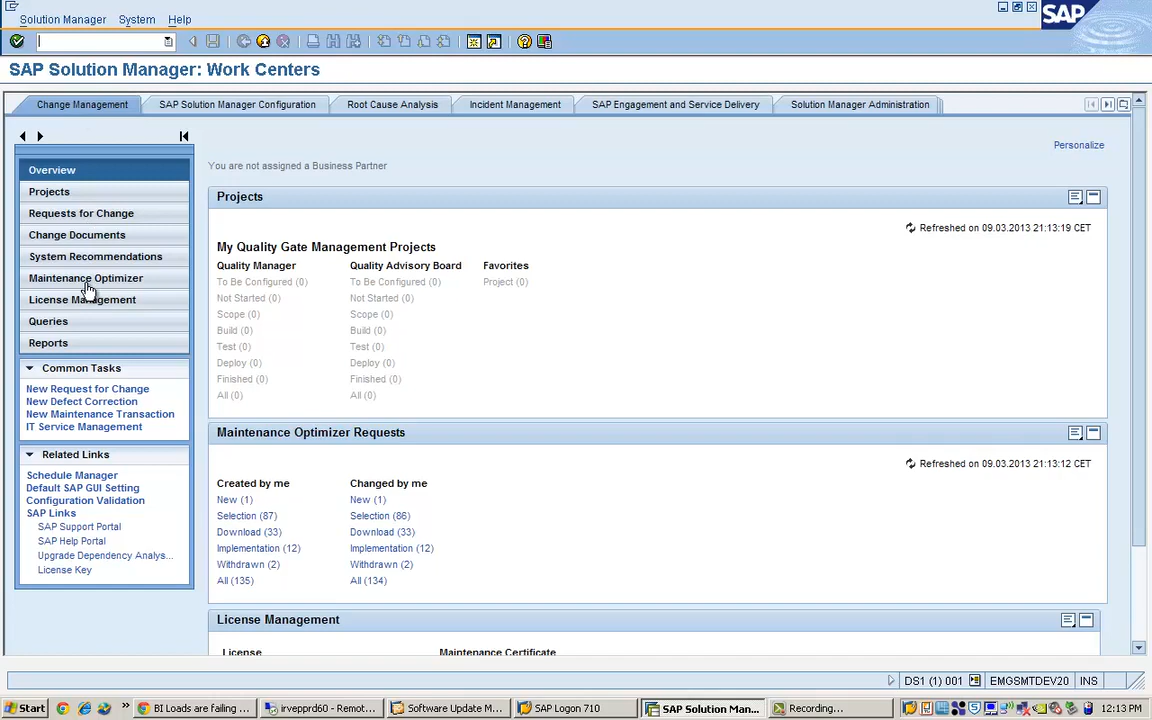 Solution Manager System Help
SAP
SAP Solution Manager: Work Centers
Change Management SAP Solution Manager Configuration Root Cause Analysis Incident Management SAP Engagement and Service Delivery Solution Manager Administration
Personalize
Overview
Projects
Requests for Change
Change Documents
System Recommendations
Maintenance Optimizer
License Management
Queries
Reports
Common Tasks
New Request for Change
New Defect Correction
New Maintenance Transaction
IT Service Management
Related Links
Schedule Manager
Default SAP GUI Setting
Configuration Validation
SAP Links
SAP Support Portal
SAP Help Portal
Upgrade Dependency Analys...
License Key
You are not assigned a Business Partner
Projects
Refreshed on 09.03.2013 21:13:19 CET
My Quality Gate Management Projects
Quality Manager Quality Advisory Board Favorites
To Be Configured (0) To Be Configured (0) Project (0)
Not Started (0) Not Started (0)
Scope (0) Scope (0)
Build (0) Build (0)
Test (0) Test (0)
Deploy (0) Deploy (0)
Finished (0) Finished (0)
All (0) All (0)
Maintenance Optimizer Requests
Refreshed on 09.03.2013 21:13:12 CET
Created by me Changed by me
New (1) New (1)
Selection (87) Selection (86)
Download (33) Download (33)
Implementation (12) Implementation (12)
Withdrawn (2) Withdrawn (2)
All (135) All (134)
License Management
License Maintenance Certificate
DS1 (1) 001 EMGSMTDEV20 INS
Start BI Loads are failing ... irvepprd60 - Remot... Software Update M... SAP Logon 710 SAP Solution Man... Recording... 12:13 PM